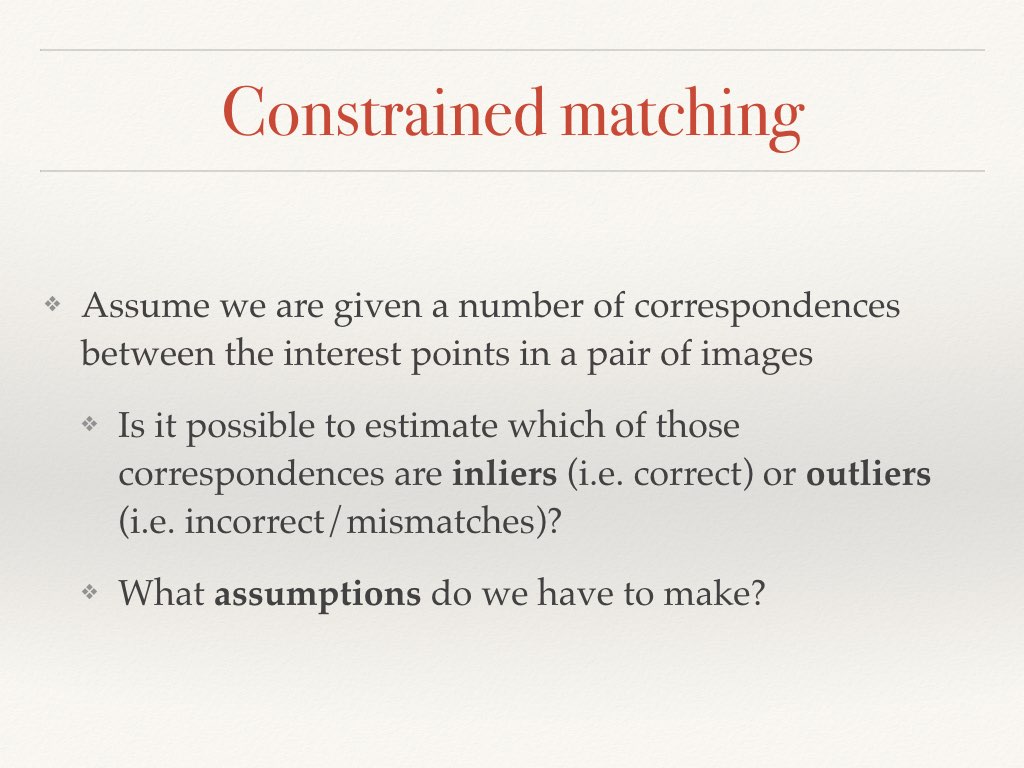 Constrained matching
❖ Assume we are given a number of correspondences
between the interest points in a pair of images
❖ Is it possible to estimate which of those
correspondences are inliers (i.e. correct) or outliers
(i.e. incorrect/mismatches)?
❖ What assumptions do we have to make?